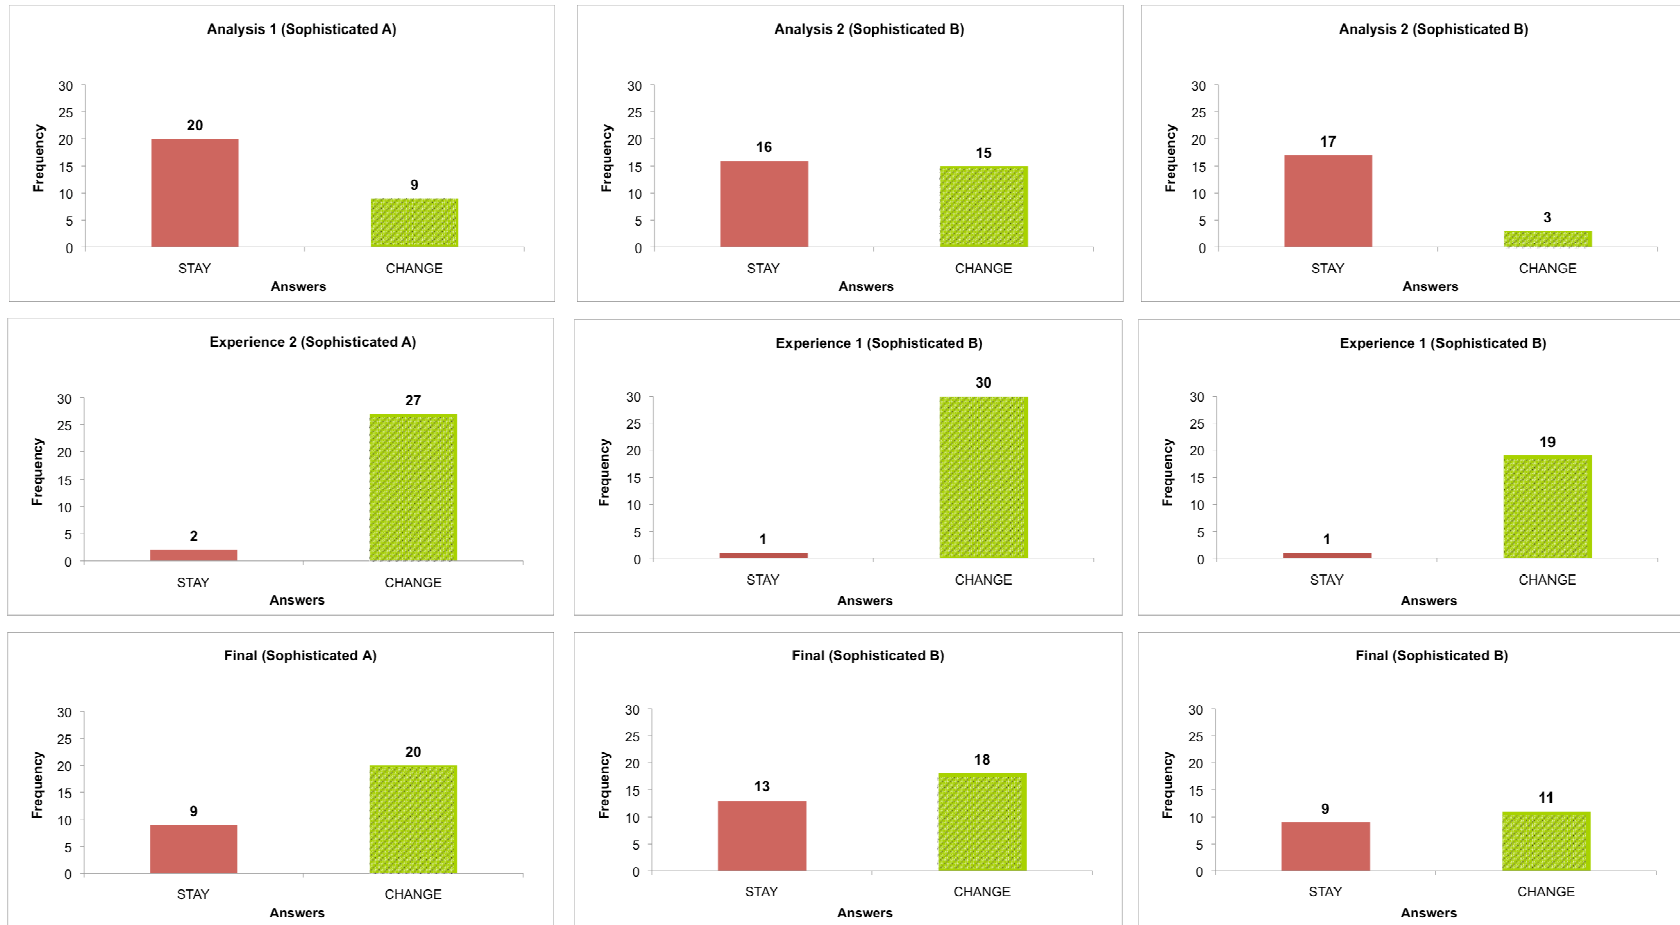 Analysis 1 (Sophisticated A)
30
25
20
15
10
5
0
Frequency
20
9
STAY
CHANGE
Answers
Analysis 2 (Sophisticated B)
30
25
20
15
10
5
0
Frequency
16
15
STAY
CHANGE
Answers
Analysis 2 (Sophisticated B)
30
25
20
15
10
5
0
Frequency
17
3
STAY
CHANGE
Answers
Experience 2 (Sophisticated A)
30
25
20
15
10
5
0
Frequency
2
27
STAY
CHANGE
Answers
Experience 1 (Sophisticated B)
30
25
20
15
10
5
0
Frequency
1
30
STAY
CHANGE
Answers
Experience 1 (Sophisticated B)
30
25
20
15
10
5
0
Frequency
1
19
STAY
CHANGE
Answers
Final (Sophisticated A)
30
25
20
15
10
5
0
Frequency
9
20
STAY
CHANGE
Answers
Final (Sophisticated B)
30
25
20
15
10
5
0
Frequency
13
18
STAY
CHANGE
Answers
Final (Sophisticated B)
30
25
20
15
10
5
0
Frequency
9
11
STAY
CHANGE
Answers